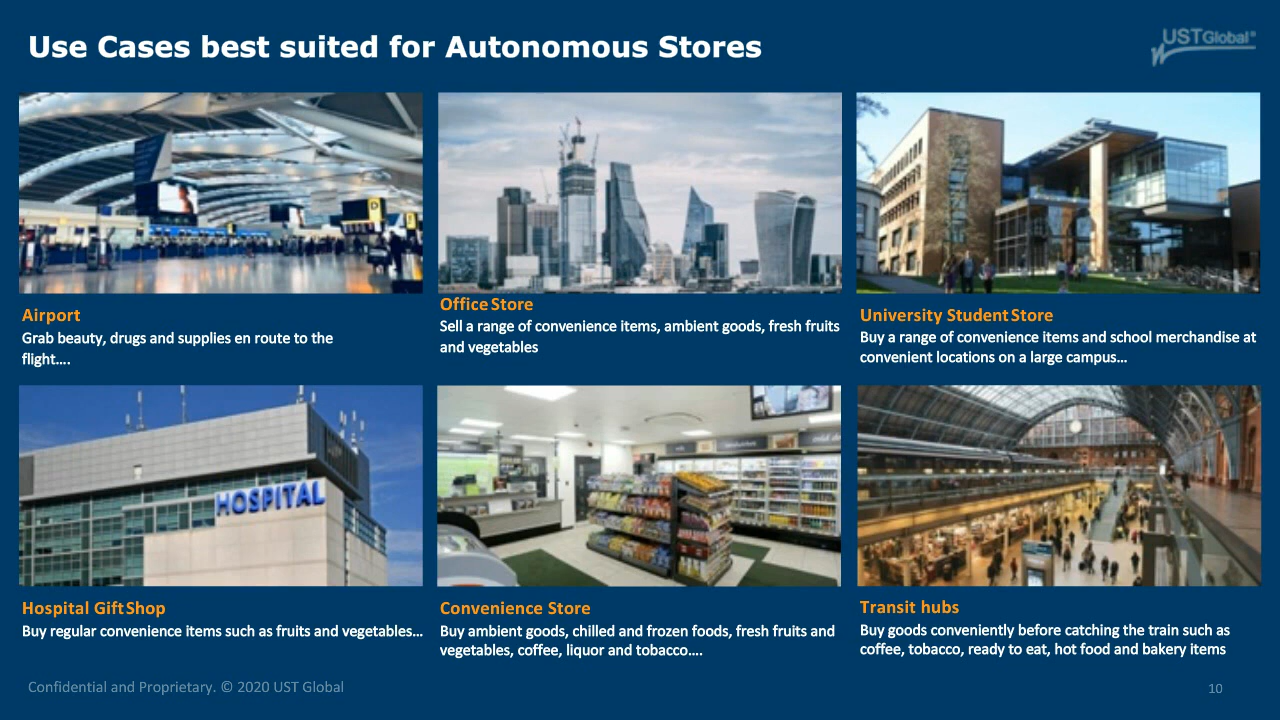 Use Cases best suited for Autonomous Stores
USTGlobal®
Airport
Grab beauty, drugs and supplies en route to the
flight....
Office Store
Sell a range of convenience items, ambient goods, fresh fruits
and vegetables
University Student Store
Buy a range of convenience items and school merchandise at
convenient locations on a large campus...
HOSPITAL
Hospital Gift Shop
Buy regular convenience items such as fruits and vegetables...
Convenience Store
Buy ambient goods, chilled and frozen foods, fresh fruits and
vegetables, coffee, liquor and tobacco....
Transit hubs
Buy goods conveniently before catching the train such as
coffee, tobacco, ready to eat, hot food and bakery items
Confidential and Proprietary. © 2020 UST Global
10